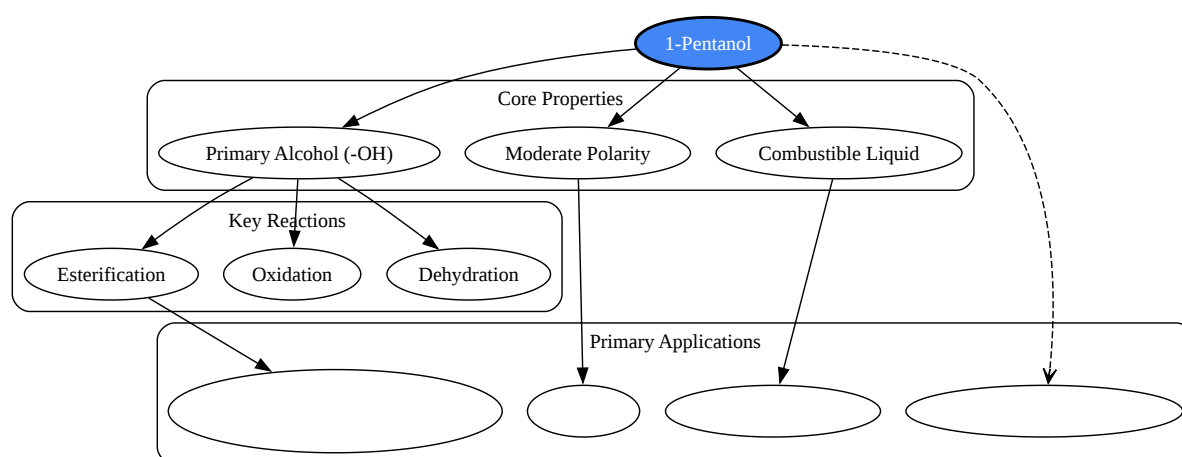 1-Pentanol
Core Properties
Primary Alcohol (-OH)
Moderate Polarity
Combustible Liquid
Key Reactions
Esterification
Oxidation
Dehydration
Primary Applications